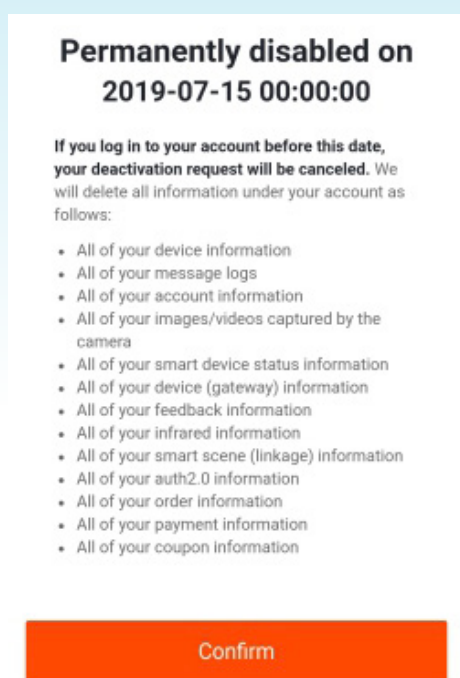 Permanently disabled on
2019-07-15 00:00:00
If you log in to your account before this date,
your deactivation request will be canceled. We
will delete all information under your account as
follows:
• All of your device information
• All of your message logs
• All of your account information
• All of your images/videos captured by the
camera
• All of your smart device status information
• All of your device (gateway) information
• All of your feedback information
• All of your infrared information
• All of your smart scene (linkage) information
• All of your auth2.0 information
• All of your order information
• All of your payment information
• All of your coupon information
Confirm